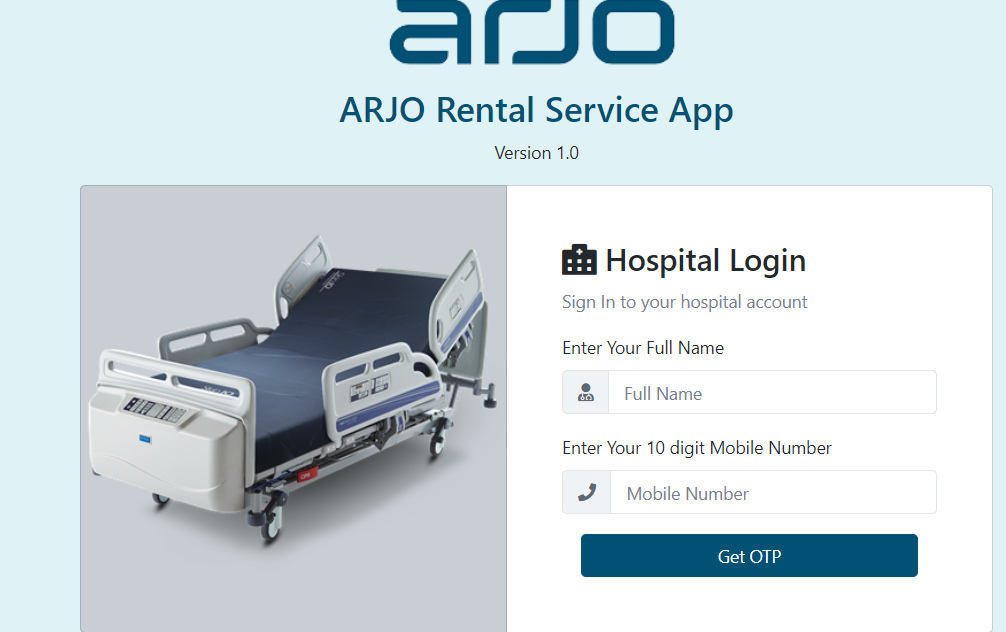 arjo
ARJO Rental Service App
Version 1.0
Hospital Login
Sign In to your hospital account
Enter Your Full Name
Full Name
Enter Your 10 digit Mobile Number
Mobile Number
Get OTP